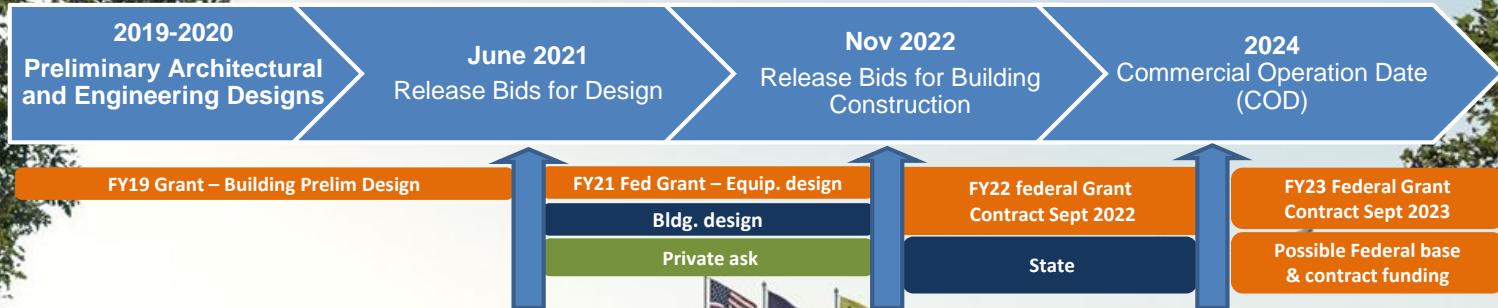 2019-2020
Preliminary Architectural
and Engineering Designs
June 2021
Release Bids for Design
Nov 2022
Release Bids for Building
Construction
2024
Commercial Operation Date
(COD)
FY19 Grant – Building Prelim Design
FY21 Fed Grant – Equip. design
Bldg. design
Private ask
FY22 federal Grant
Contract Sept 2022
State
FY23 Federal Grant
Contract Sept 2023
Possible Federal base
& contract funding